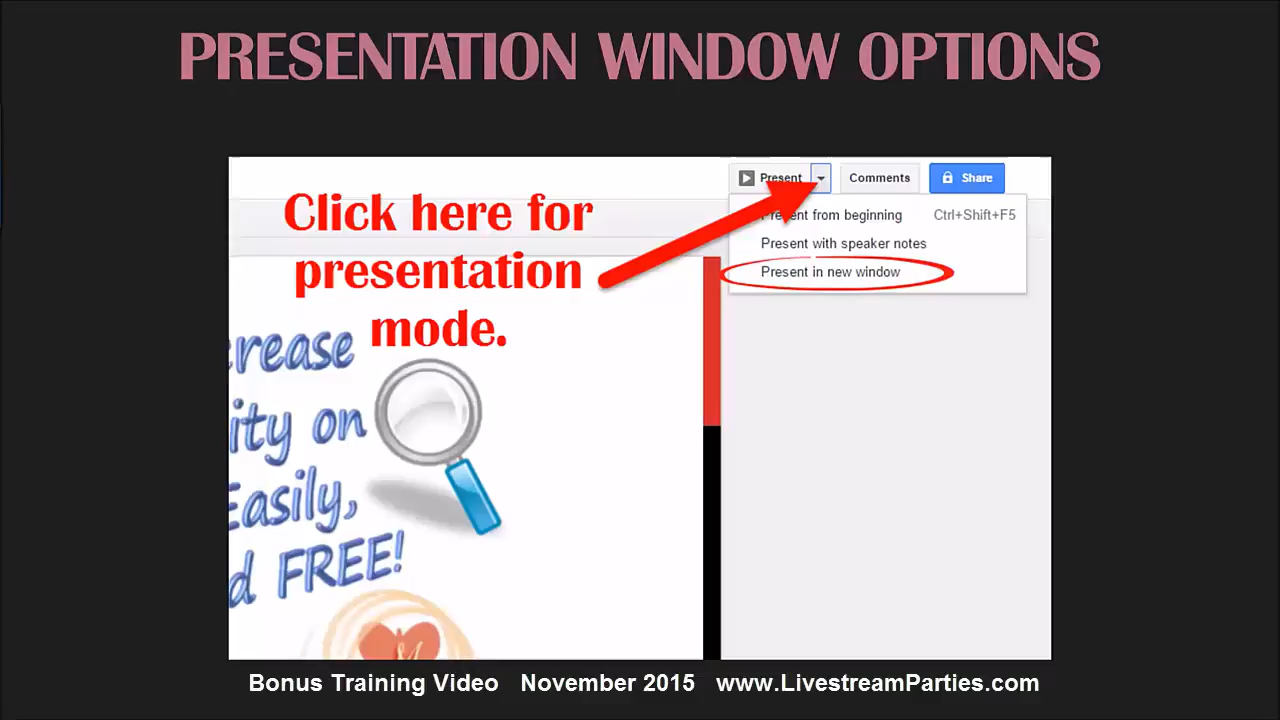 PRESENTATION WINDOW OPTIONS
Present Comments Share
Click here for
presentation
mode.
Present from beginning Ctrl+Shift+F5
Present with speaker notes
Present in new window
crease
ity on
Easily,
d FREE!
M
Bonus Training Video November 2015 www.LivestreamParties.com